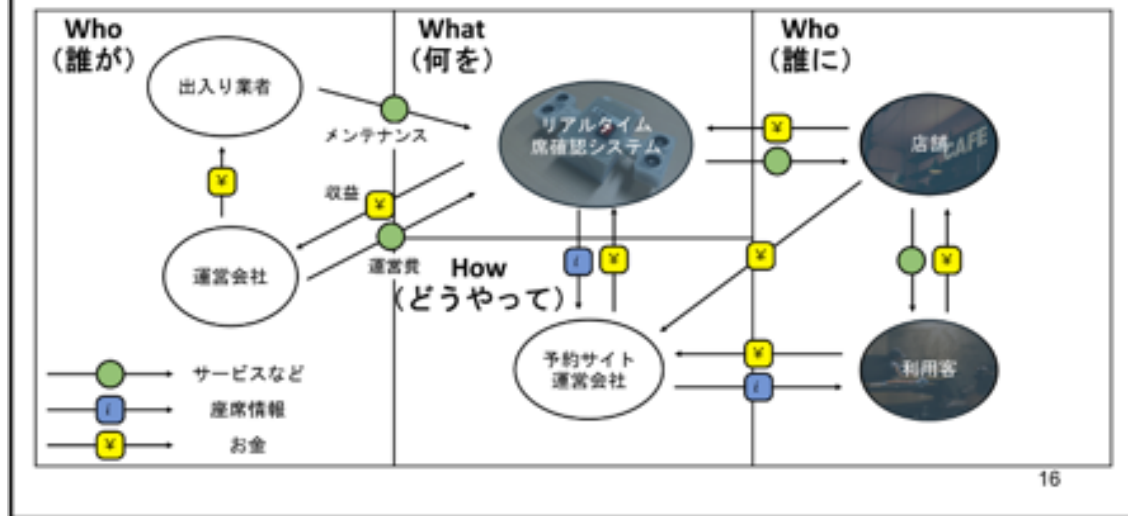 Who
(誰が)
What
(何を)
Who
(誰に)
出入り業者
メンテナンス
リアルタイム
席確認システム
¥
店舗
CAFE
¥
収益
¥
運営会社
運営費
How
(どうやって)
i
¥
¥
¥
予約サイト
運営会社
¥
i
利用客
サービスなど
i
座席情報
¥
お金
16